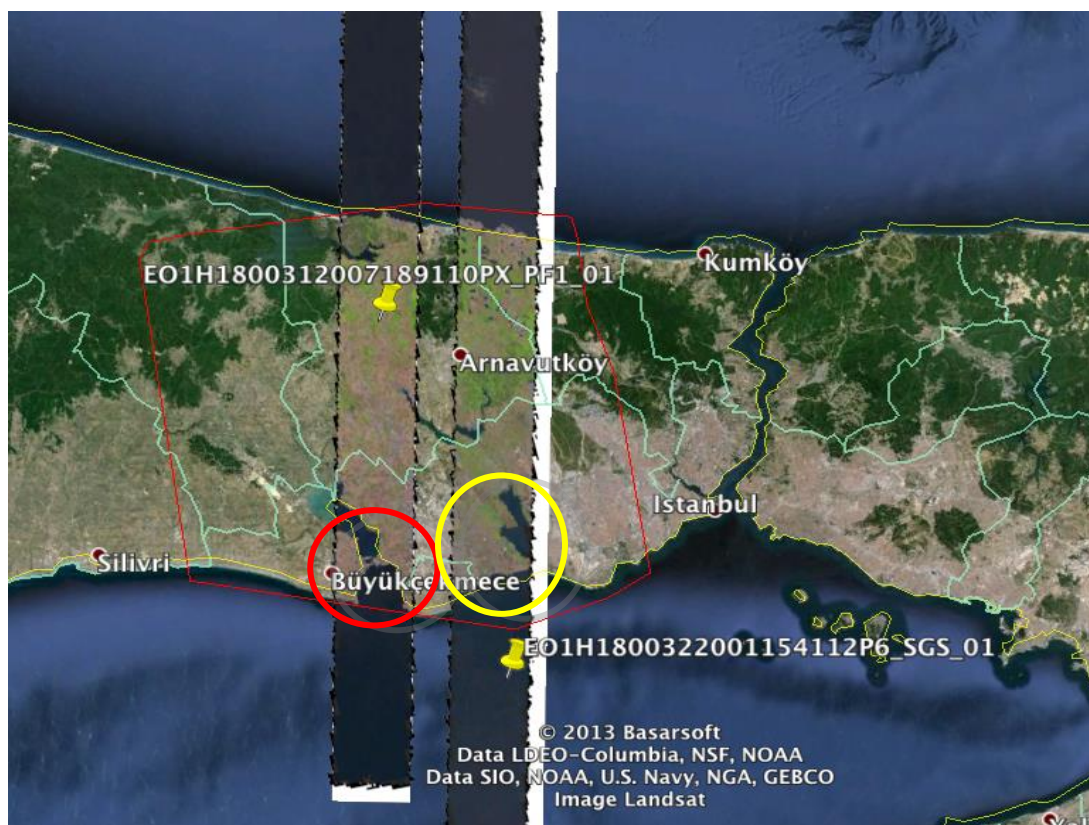 Kumköy
EO1H1800312007189110PX_PF1_01
Arnavutköy
Istanbul
Silivri
Büyükçekmece
EO1H1800322001154112P6_SGS_01
© 2013 Basarsoft
Data LDEO-Columbia, NSF, NOAA
Data SIO, NOAA, U.S. Navy, NGA, GEBCO
Image Landsat